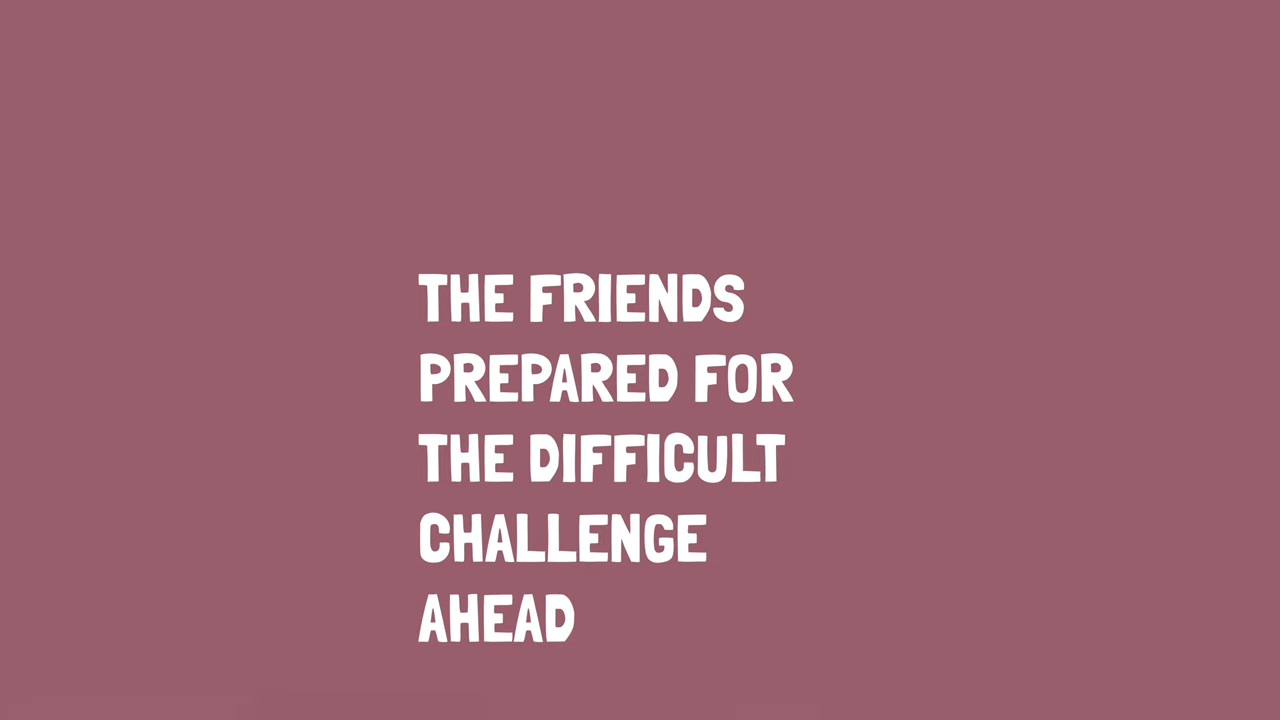 THE FRIENDS
PREPARED FOR
THE DIFFICULT
CHALLENGE
AHEAD